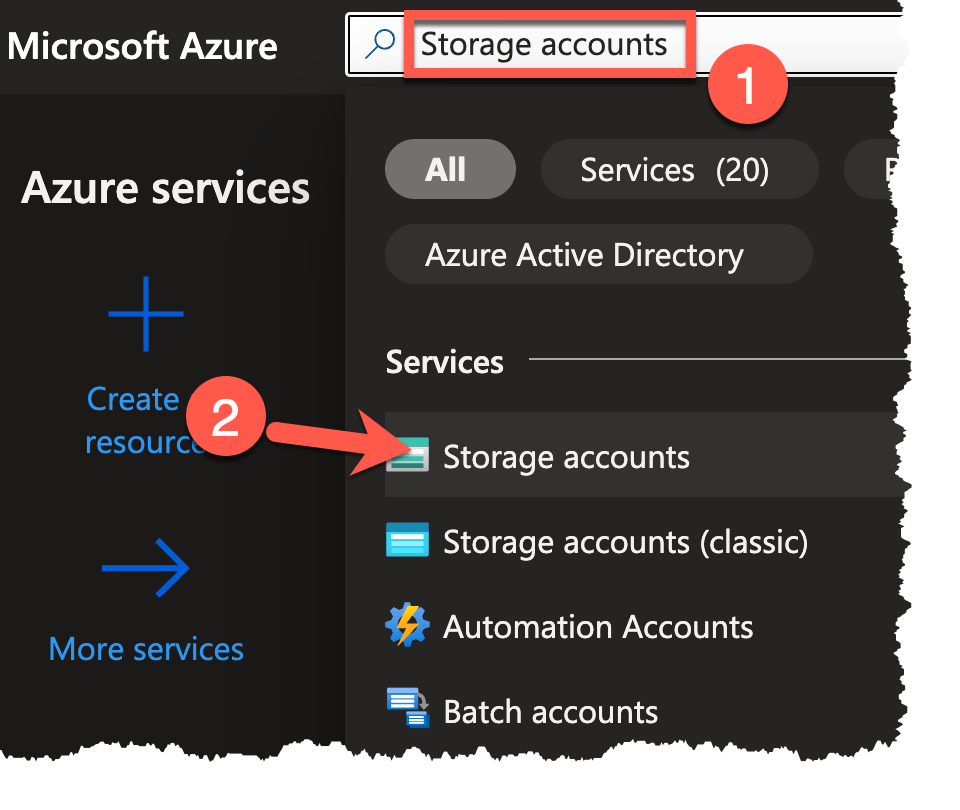 Microsoft Azure
Storage accounts
1
All
Services (20)
Azure services
Azure Active Directory
Services
Create
resource
2
Storage accounts
Storage accounts (classic)
Automation Accounts
More services
Batch accounts